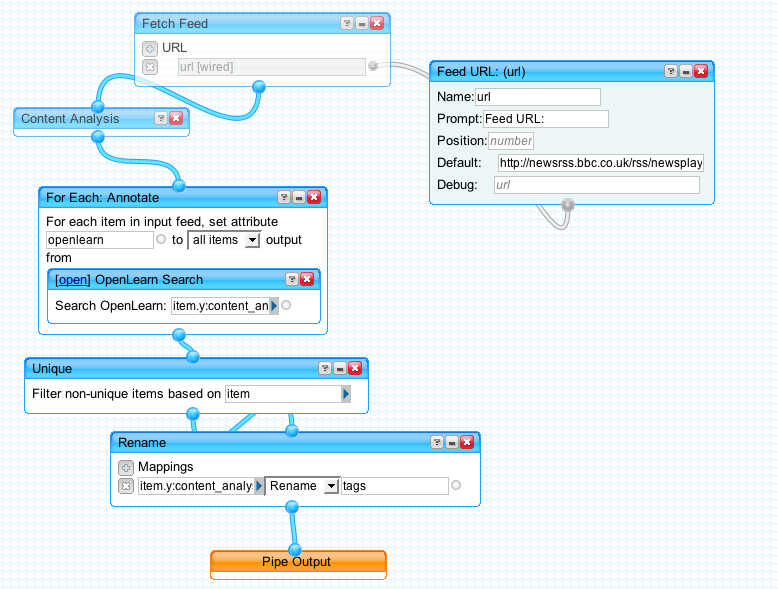 Fetch Feed
URL
url [wired]
Feed URL: (url)
Name: url
Prompt: Feed URL:
Position: number
Default: http://newsrss.bbc.co.uk/rss/newsplay
Debug: url
Content Analysis
For Each: Annotate
For each item in input feed, set attribute
openlearn to all items output
from
[open] OpenLearn Search
Search OpenLearn: item.y:content_an
Unique
Filter non-unique items based on item
Rename
Mappings
item.y:content_analys Rename tags
Pipe Output